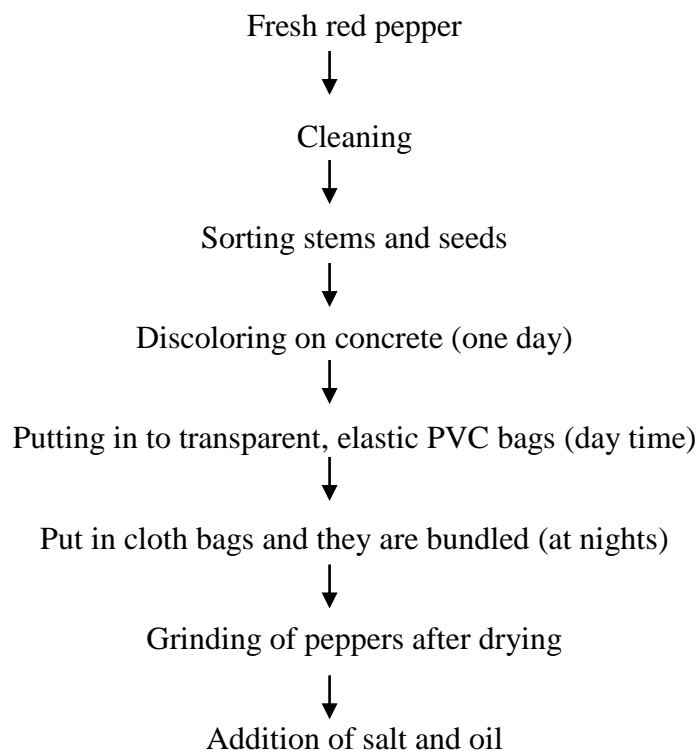 Fresh red pepper
Cleaning
Sorting stems and seeds
Discoloring on concrete (one day)
Putting in to transparent, elastic PVC bags (day time)
Put in cloth bags and they are bundled (at nights)
Grinding of peppers after drying
Addition of salt and oil